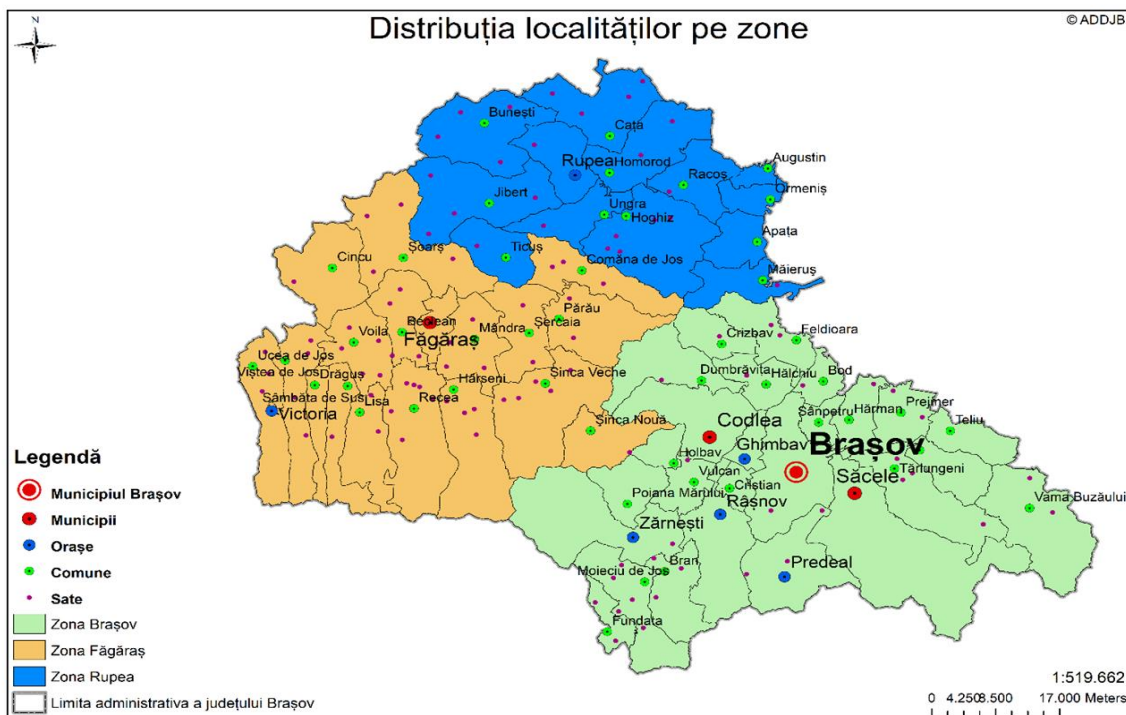 Distribuția localităților pe zone
© ADDJB
N
Bunești
Cața
Rupea
Homorod
Augustin
Racoș
Ormeniș
Jibert
Ungra
Hoghiz
Apața
Cincu
Șoarș
Ticuș
Comăna de Jos
Măieruș
Părău
Voila
Mândra
Șercaia
Făgăraș
Crizbav
Feldioara
Ucea de Jos
Viștea de Jos
Drăguș
Hârseni
Șinca Veche
Dumbrăvița
Hălchiu
Bod
Sâmbăta de Sus
Lisa
Recea
Victoria
Șinca Nouă
Codlea
Sânpetru
Hărman
Prejmer
Teliu
Ghimbav
Brașov
Holbav
Vulcan
Cristian
Săcele
Tărlungeni
Poiana Mărului
Râșnov
Vama Buzăului
Zărnești
Bran
Predeal
Moieciu de Jos
Fundata
Legendă
Municipiul Brașov
Municipii
Orașe
Comune
Sate
Zona Brașov
Zona Făgăraș
Zona Rupea
Limita administrativa a județului Brașov
1:519.662
0 4.250 8.500 17.000 Meters